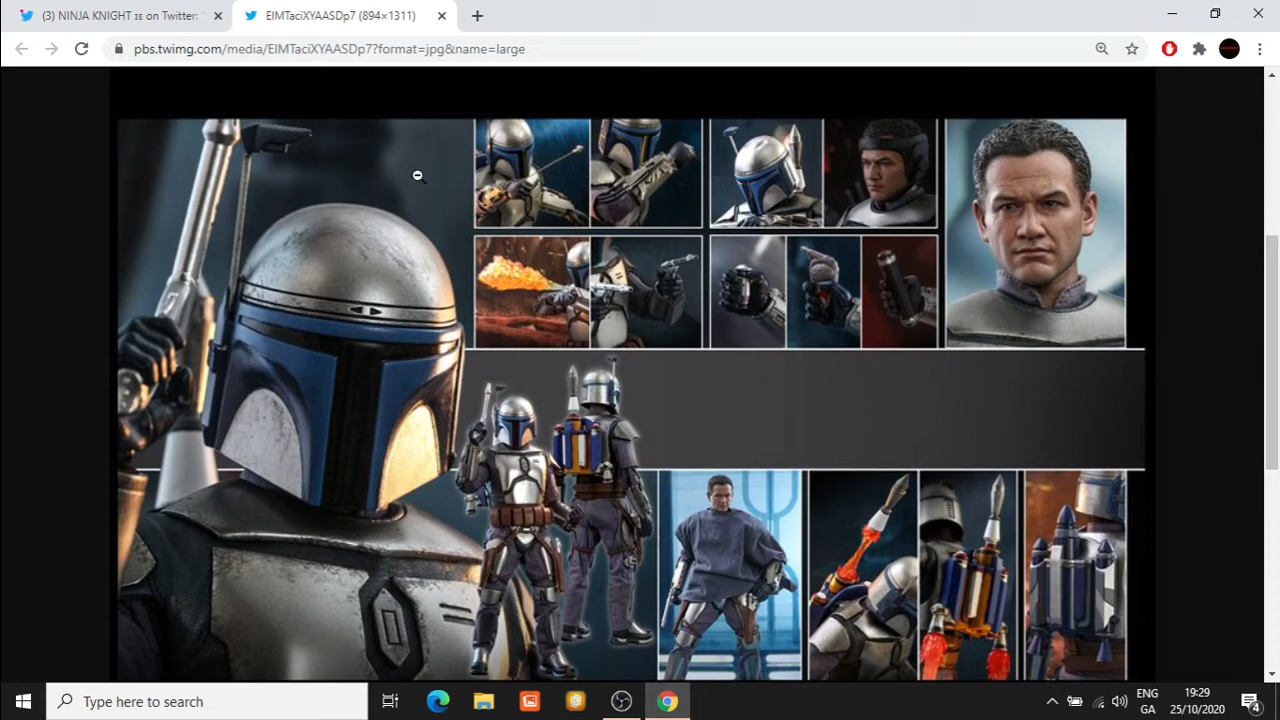 (3) NINJA KNIGHT ɪɪ on Twitter: "
EIMTaciXYAASDp7 (894×1311)
pbs.twimg.com/media/EIMTaciXYAASDp7?format=jpg&name=large
Type here to search
ENG
GA
19:29
25/10/2020
4